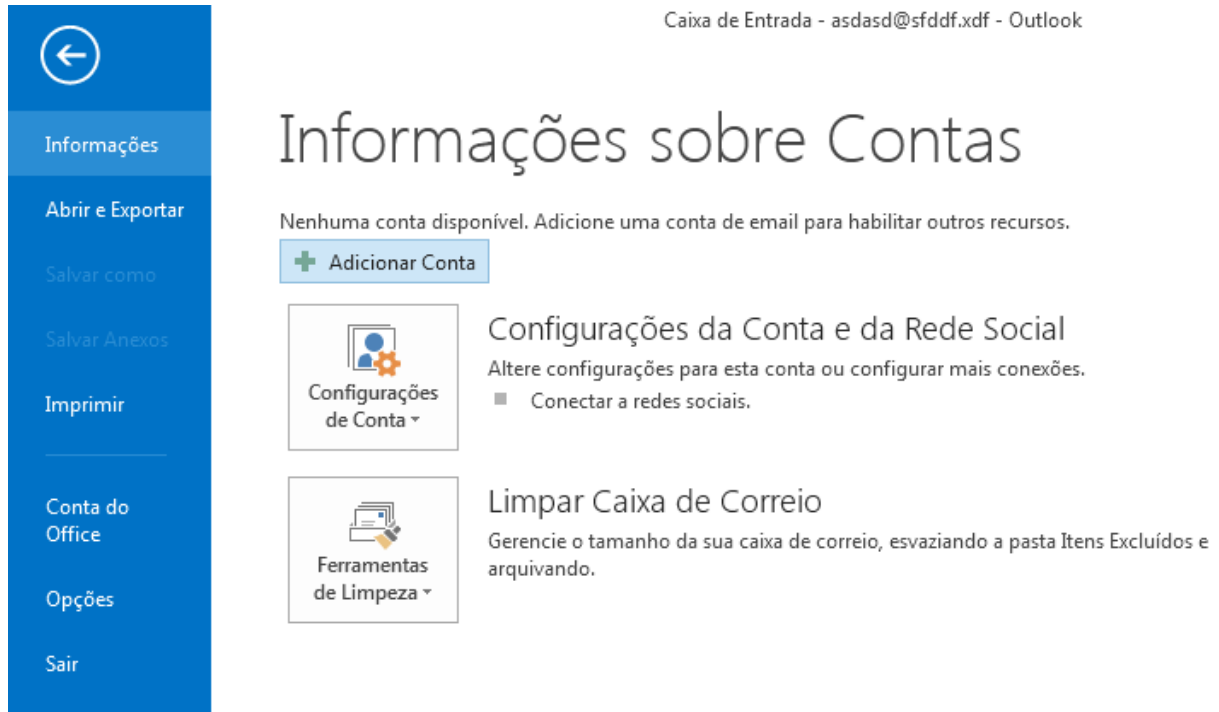 Caixa de Entrada - asdasd@sfddf.xdf - Outlook
Informações
Abrir e Exportar
Salvar como
Salvar Anexos
Imprimir
Conta do
Office
Opções
Sair
Informações sobre Contas
Nenhuma conta disponível. Adicione uma conta de email para habilitar outros recursos.
Adicionar Conta
Configurações
de Conta
Configurações da Conta e da Rede Social
Altere configurações para esta conta ou configurar mais conexões.
Conectar a redes sociais.
Ferramentas
de Limpeza
Limpar Caixa de Correio
Gerencie o tamanho da sua caixa de correio, esvaziando a pasta Itens Excluídos e
arquivando.